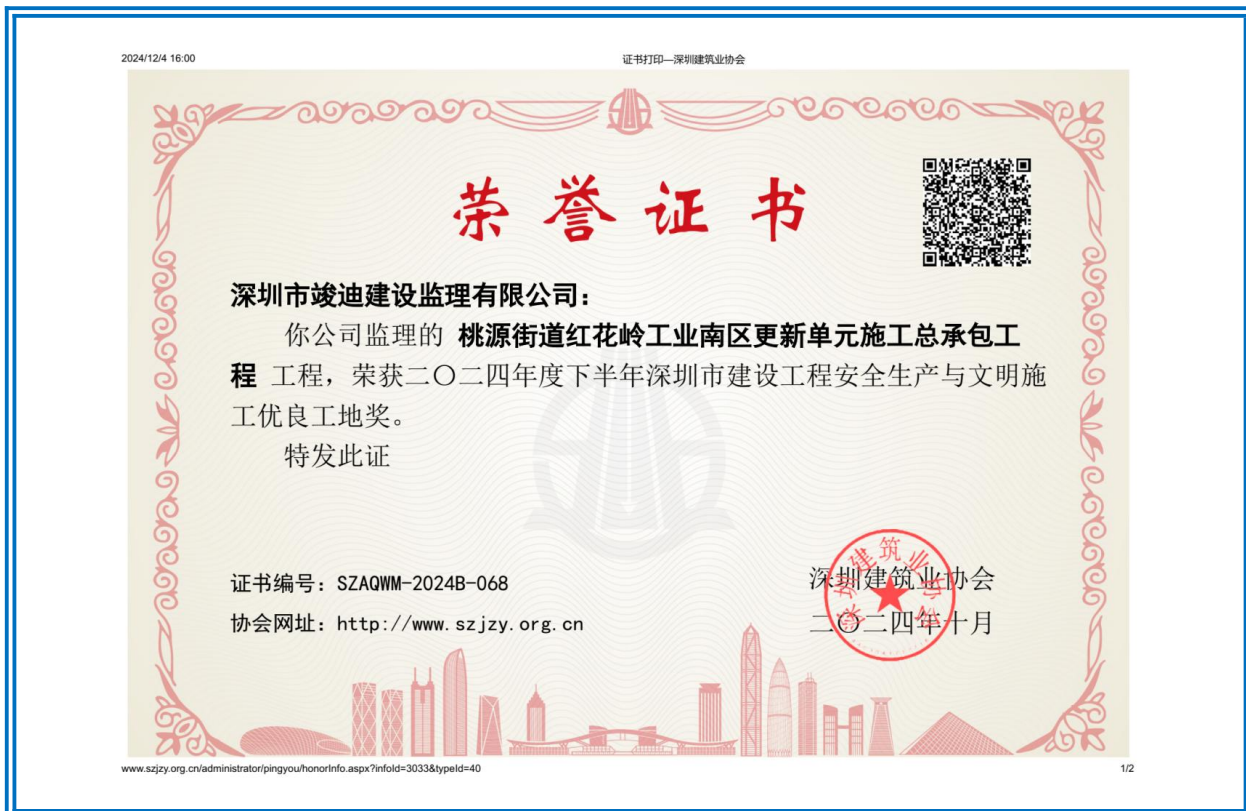 2024/12/4 16:00
证书打印—深圳建筑业协会
荣誉证书
深圳市竣迪建设监理有限公司：
你公司监理的 桃源街道红花岭工业南区更新单元施工总承包工
程 工程，荣获二〇二四年度下半年深圳市建设工程安全生产与文明施
工优良工地奖。
特发此证
证书编号：SZAQWM-2024B-068
深圳建筑业协会
协会网址：http://www.szjzy.org.cn
二〇二四年十月
深圳建筑业协会
www.szjzy.org.cn/administrator/pingyou/honorInfo.aspx?infoId=3033&typeId=40
1/2